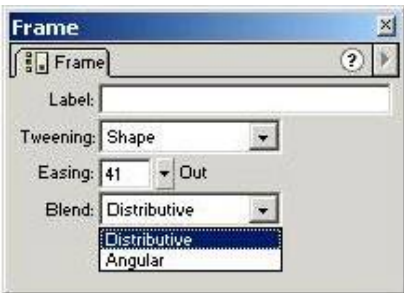 Frame
Frame ?
Label:
Tweening: Shape
Easing: 41 Out
Blend: Distributive
Distributive
Angular